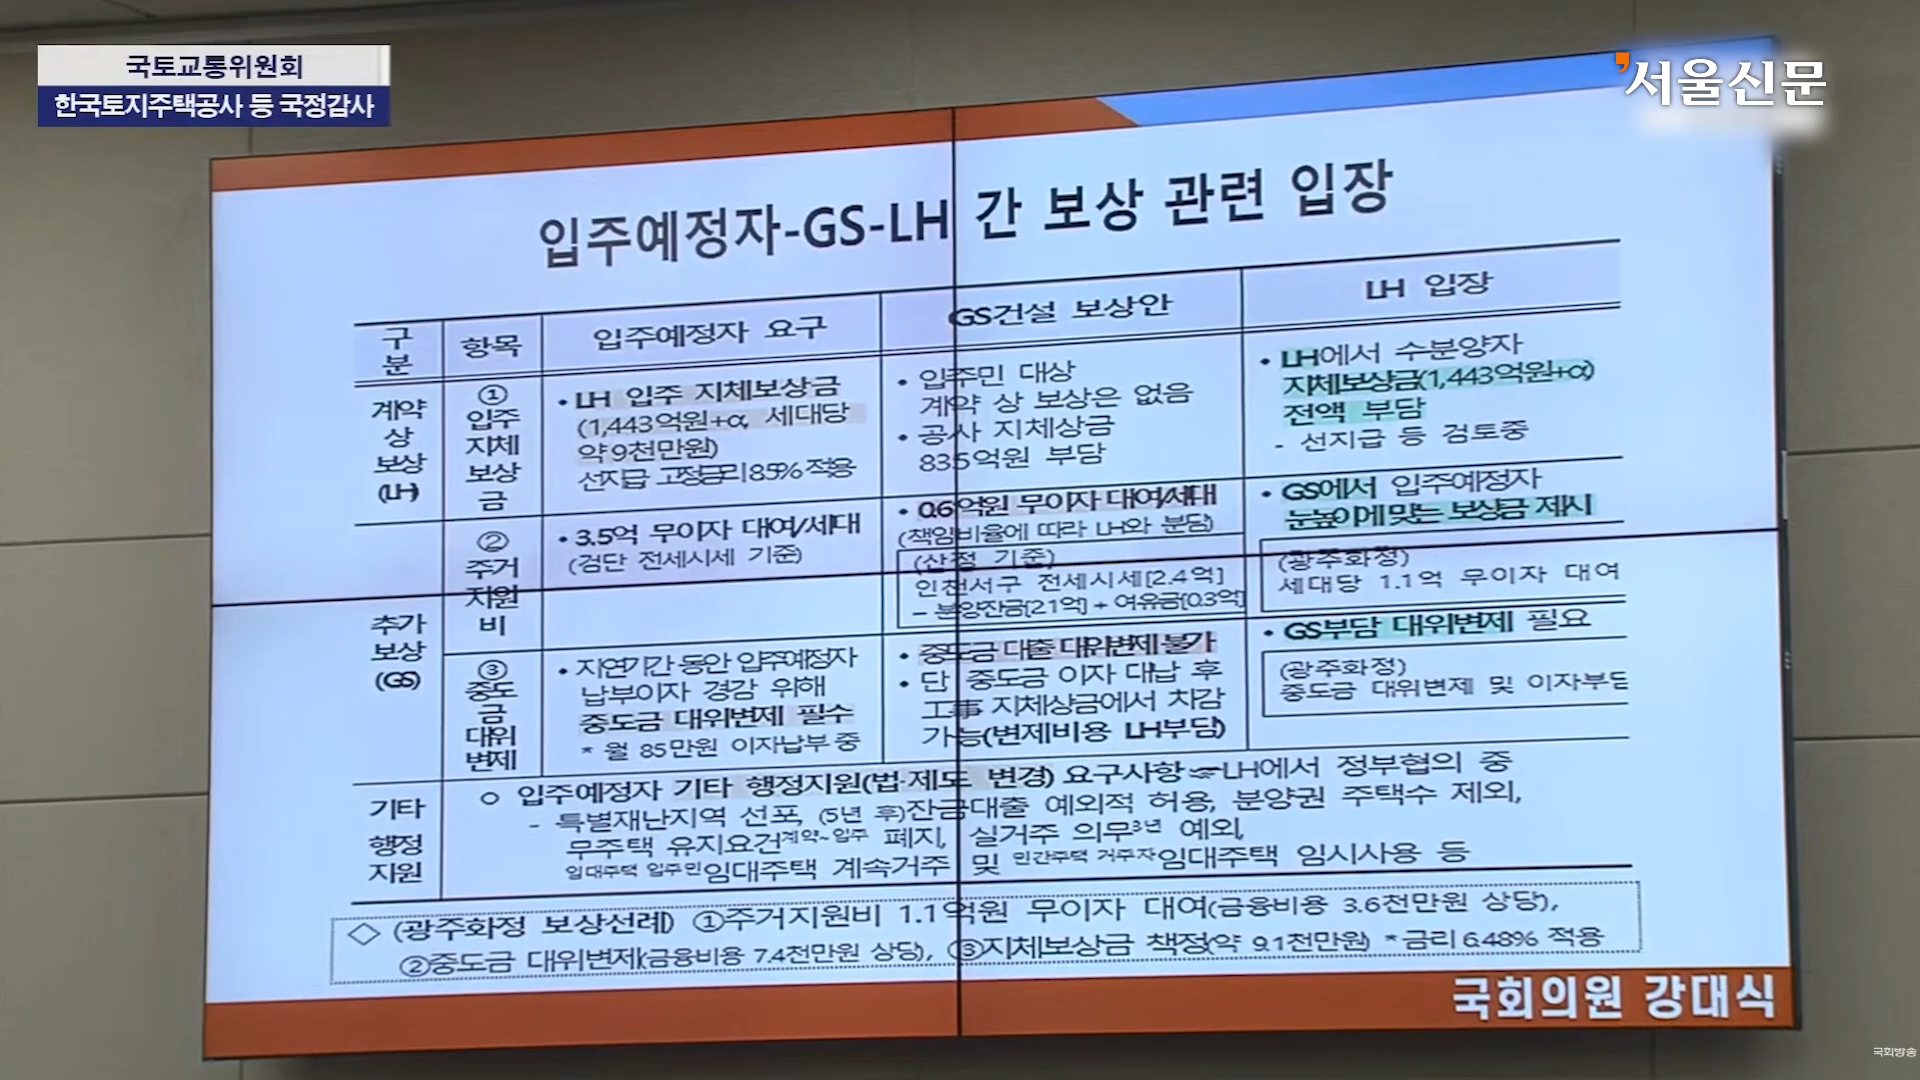 국토교통위원회
한국토지주택공사 등 국정감사
서울신문
입주예정자-GS-LH 간 보상 관련 입장
구분
항목
입주예정자 요구
GS건설 보상안
LH 입장
계약
상
보상
(LH)
①
입주
지체
보상
금
• LH 입주 지체보상금
(1,443억원+α, 세대당
약 9천만원)
선지급 고정금리 8.5% 적용
• 입주민 대상
계약 상 보상은 없음
• 공사 지체상금
835억원 부담
• LH에서 수분양자
지체보상금(1,443억원+α)
전액 부담
- 선지급 등 검토중
추가
보상
(GS)
②
주거
지원
비
• 3.5억 무이자 대여/세대
(검단 전세시세 기준)
• 0.6억원 무이자 대여/세대
(책임비율에 따라 LH와 분담)
(산정 기준)
인천서구 전세시세[2.4억]
- 분양잔금[2.1억] + 여유금[0.3억]
• GS에서 입주예정자
눈높이에 맞는 보상금 제시
(광주화정)
세대당 1.1억 무이자 대여
③
중도
금
대위
변제
• 지연기간 동안 입주예정자
납부이자 경감 위해
중도금 대위변제 필수
* 월 85만원 이자납부 중
• 중도금 대출 대위변제 불가
• 단 중도금 이자 대납 후
工事 지체상금에서 차감
가능(변제비용 LH부담)
• GS부담 대위변제 필요
(광주화정)
중도금 대위변제 및 이자부담
기타
행정
지원
○ 입주예정자 기타 행정지원(법·제도 변경) 요구사항 ☞LH에서 정부협의 중
- 특별재난지역 선포, (5년 후)잔금대출 예외적 허용, 분양권 주택수 제외,
무주택 유지요건계약~입주 폐지, 실거주 의무3년 예외,
임대주택 입주민임대주택 계속거주 및 민간주택 거주자임대주택 임시사용 등
◇ (광주화정 보상선례) ①주거지원비 1.1억원 무이자 대여(금융비용 3.6천만원 상당),
②중도금 대위변제(금융비용 7.4천만원 상당), ③지체보상금 책정(약 9.1천만원) * 금리 6.48% 적용
국회의원 강대식
국회방송